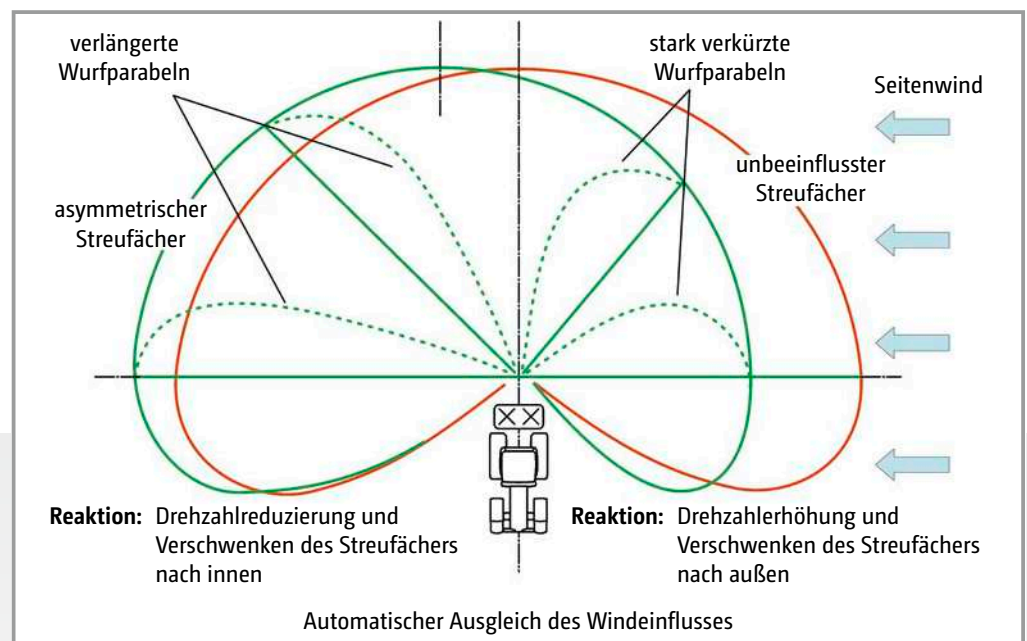 verlängerte
Wurfparabeln
stark verkürzte
Wurfparabeln
Seitenwind
unbeeinflusster
Streufächer
asymmetrischer
Streufächer
Reaktion: Drehzahlreduzierung und
Verschwenken des Streufächers
nach innen
Reaktion: Drehzahlerhöhung und
Verschwenken des Streufächers
nach außen
Automatischer Ausgleich des Windeinflusses